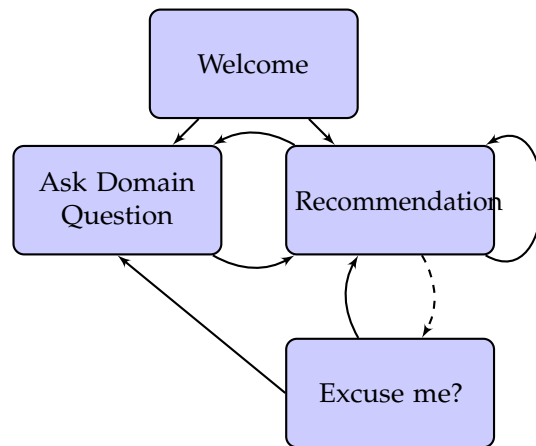 Welcome
Ask Domain
Question
Recommendation
Excuse me?